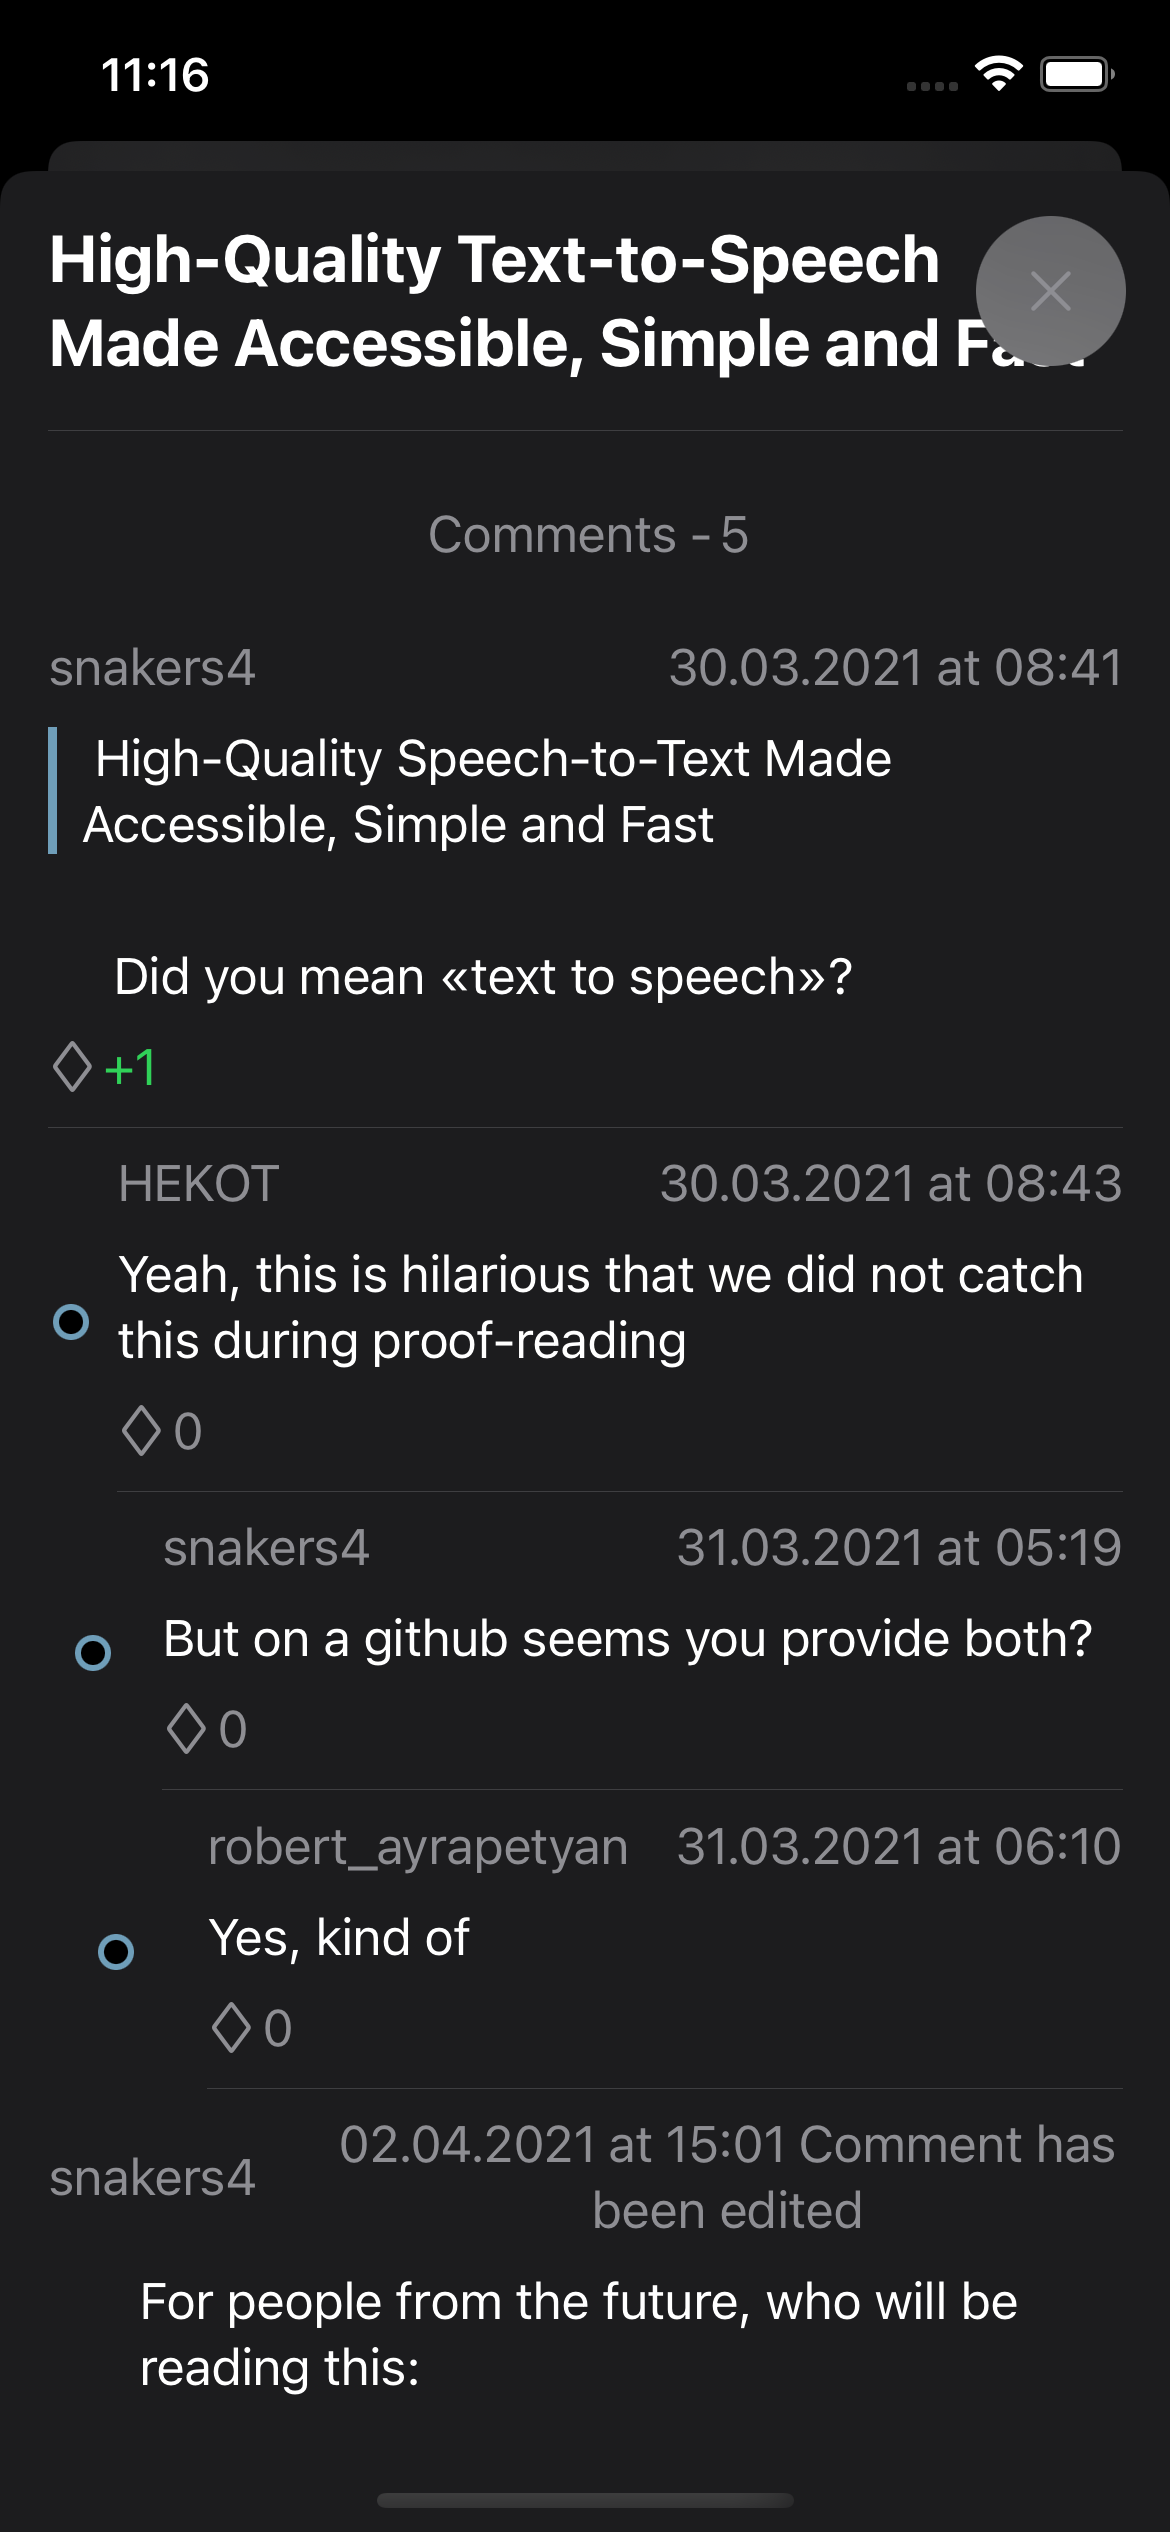 11:16
High-Quality Text-to-Speech
Made Accessible, Simple and
Comments - 5
snakers4 30.03.2021 at 08:41
High-Quality Speech-to-Text Made
Accessible, Simple and Fast
Did you mean «text to speech»?
+1
HEKOT 30.03.2021 at 08:43
Yeah, this is hilarious that we did not catch
this during proof-reading
0
snakers4 31.03.2021 at 05:19
But on a github seems you provide both?
0
robert_ayrapetyan 31.03.2021 at 06:10
Yes, kind of
0
snakers4 02.04.2021 at 15:01 Comment has
been edited
For people from the future, who will be
reading this: